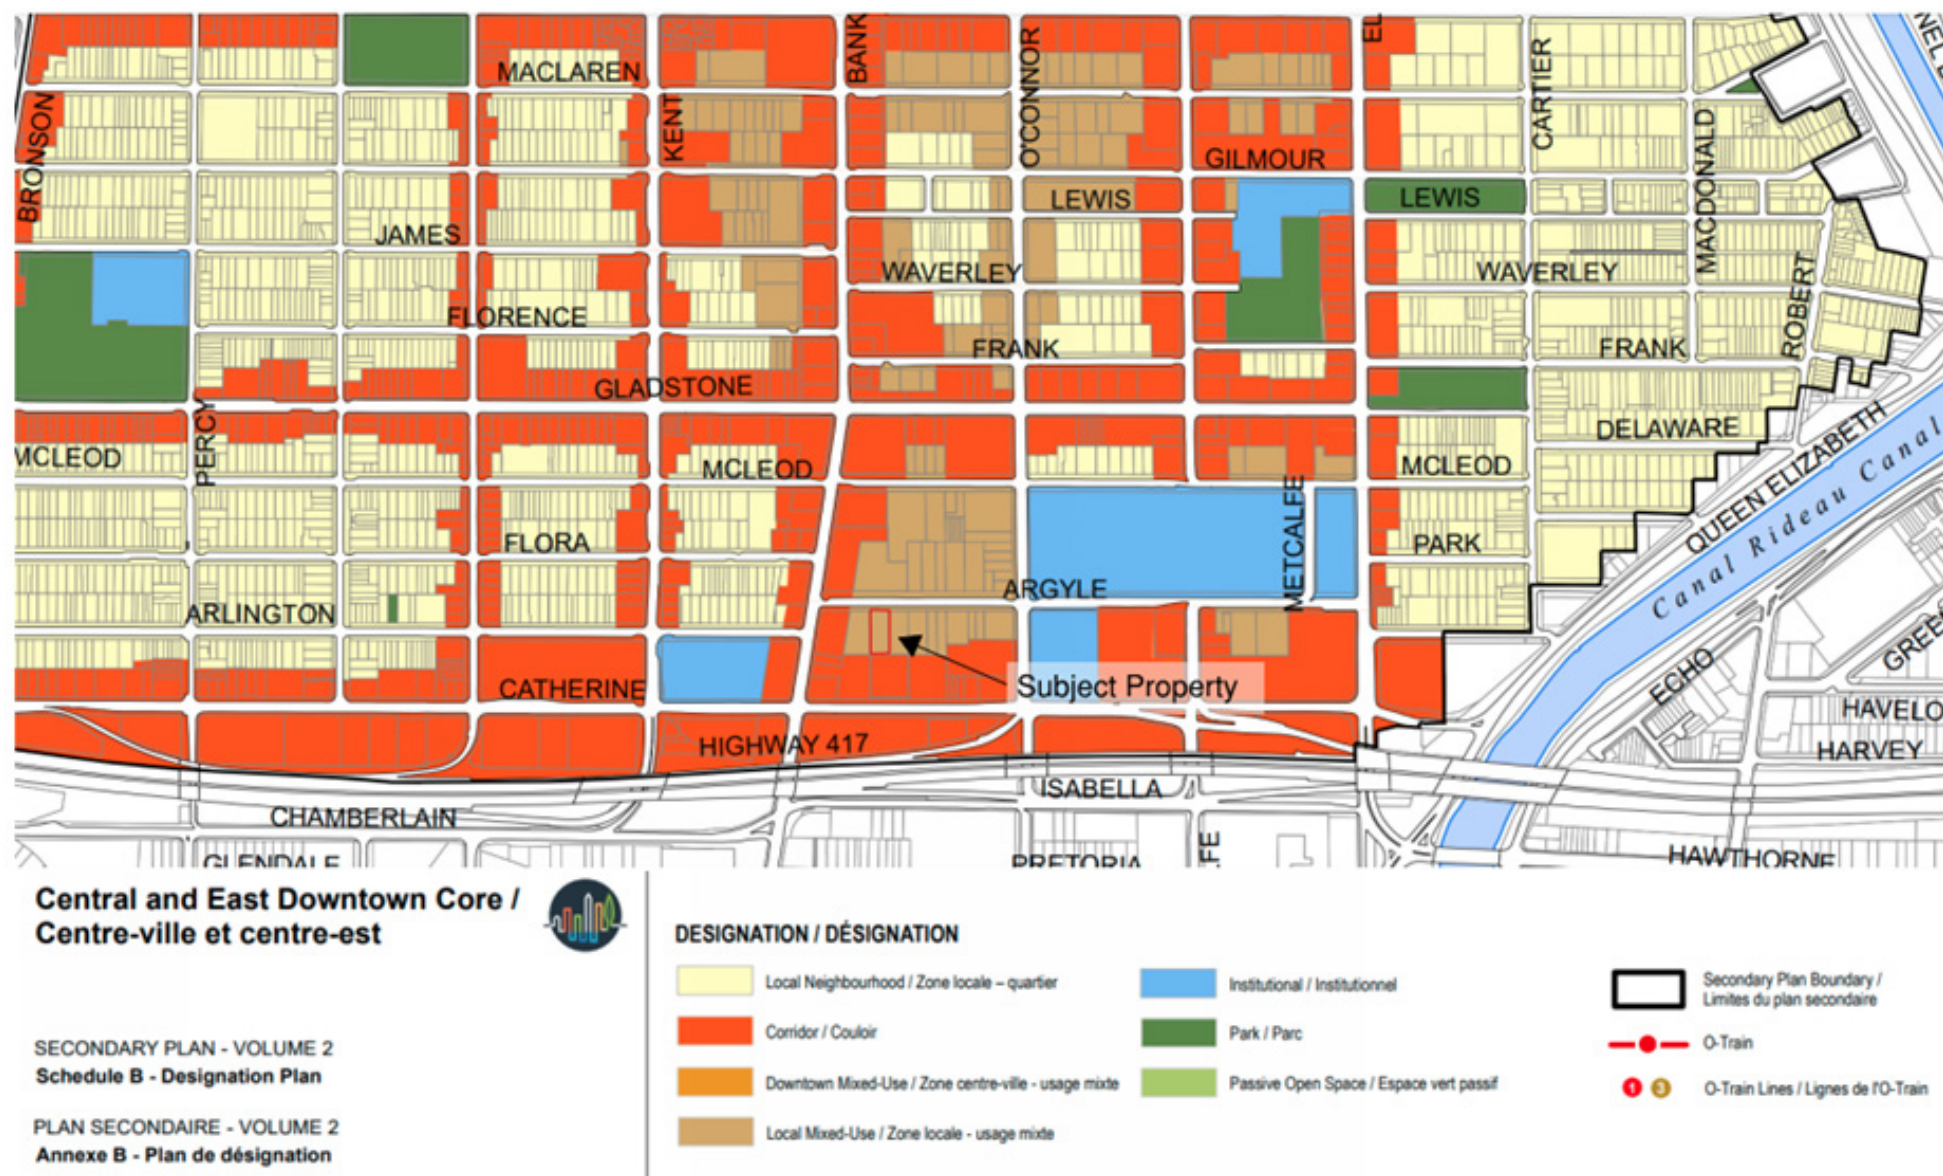 BANK
O'CONNOR
EL
CARTIER
MACLAREN
BRONSON
KENT
MACDONALD
GILMOUR
LEWIS
LEWIS
JAMES
WAVERLEY
WAVERLEY
FLORENCE
FRANK
FRANK
ROBERT
GLADSTONE
PERCY
DELAWARE
MCLEOD
MCLEOD
MCLEOD
METCALFE
QUEEN ELIZABETH
Canal Rideau Canal
FLORA
PARK
ARGYLE
ARLINGTON
Subject Property
CATHERINE
ECHO
GREE
HAVELO
HARVEY
HIGHWAY 417
ISABELLA
CHAMBERLAIN
GLENDALE
PRETORIA
FE
HAWTHORNE
Central and East Downtown Core /
Centre-ville et centre-est
SECONDARY PLAN - VOLUME 2
Schedule B - Designation Plan
PLAN SECONDAIRE - VOLUME 2
Annexe B - Plan de désignation
DESIGNATION / DÉSIGNATION
Local Neighbourhood / Zone locale – quartier
Corridor / Couloir
Downtown Mixed-Use / Zone centre-ville - usage mixte
Local Mixed-Use / Zone locale - usage mixte
Institutional / Institutionnel
Park / Parc
Passive Open Space / Espace vert passif
Secondary Plan Boundary /
Limites du plan secondaire
O-Train
1 3 O-Train Lines / Lignes de l'O-Train